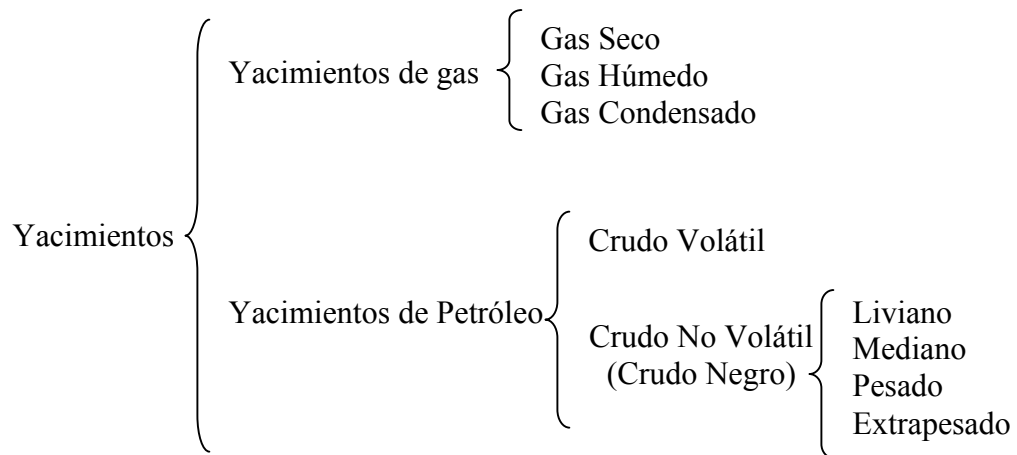 Yacimientos
Yacimientos de gas
Gas Seco
Gas Húmedo
Gas Condensado
Yacimientos de Petróleo
Crudo Volátil
Crudo No Volátil
(Crudo Negro)
Liviano
Mediano
Pesado
Extrapesado